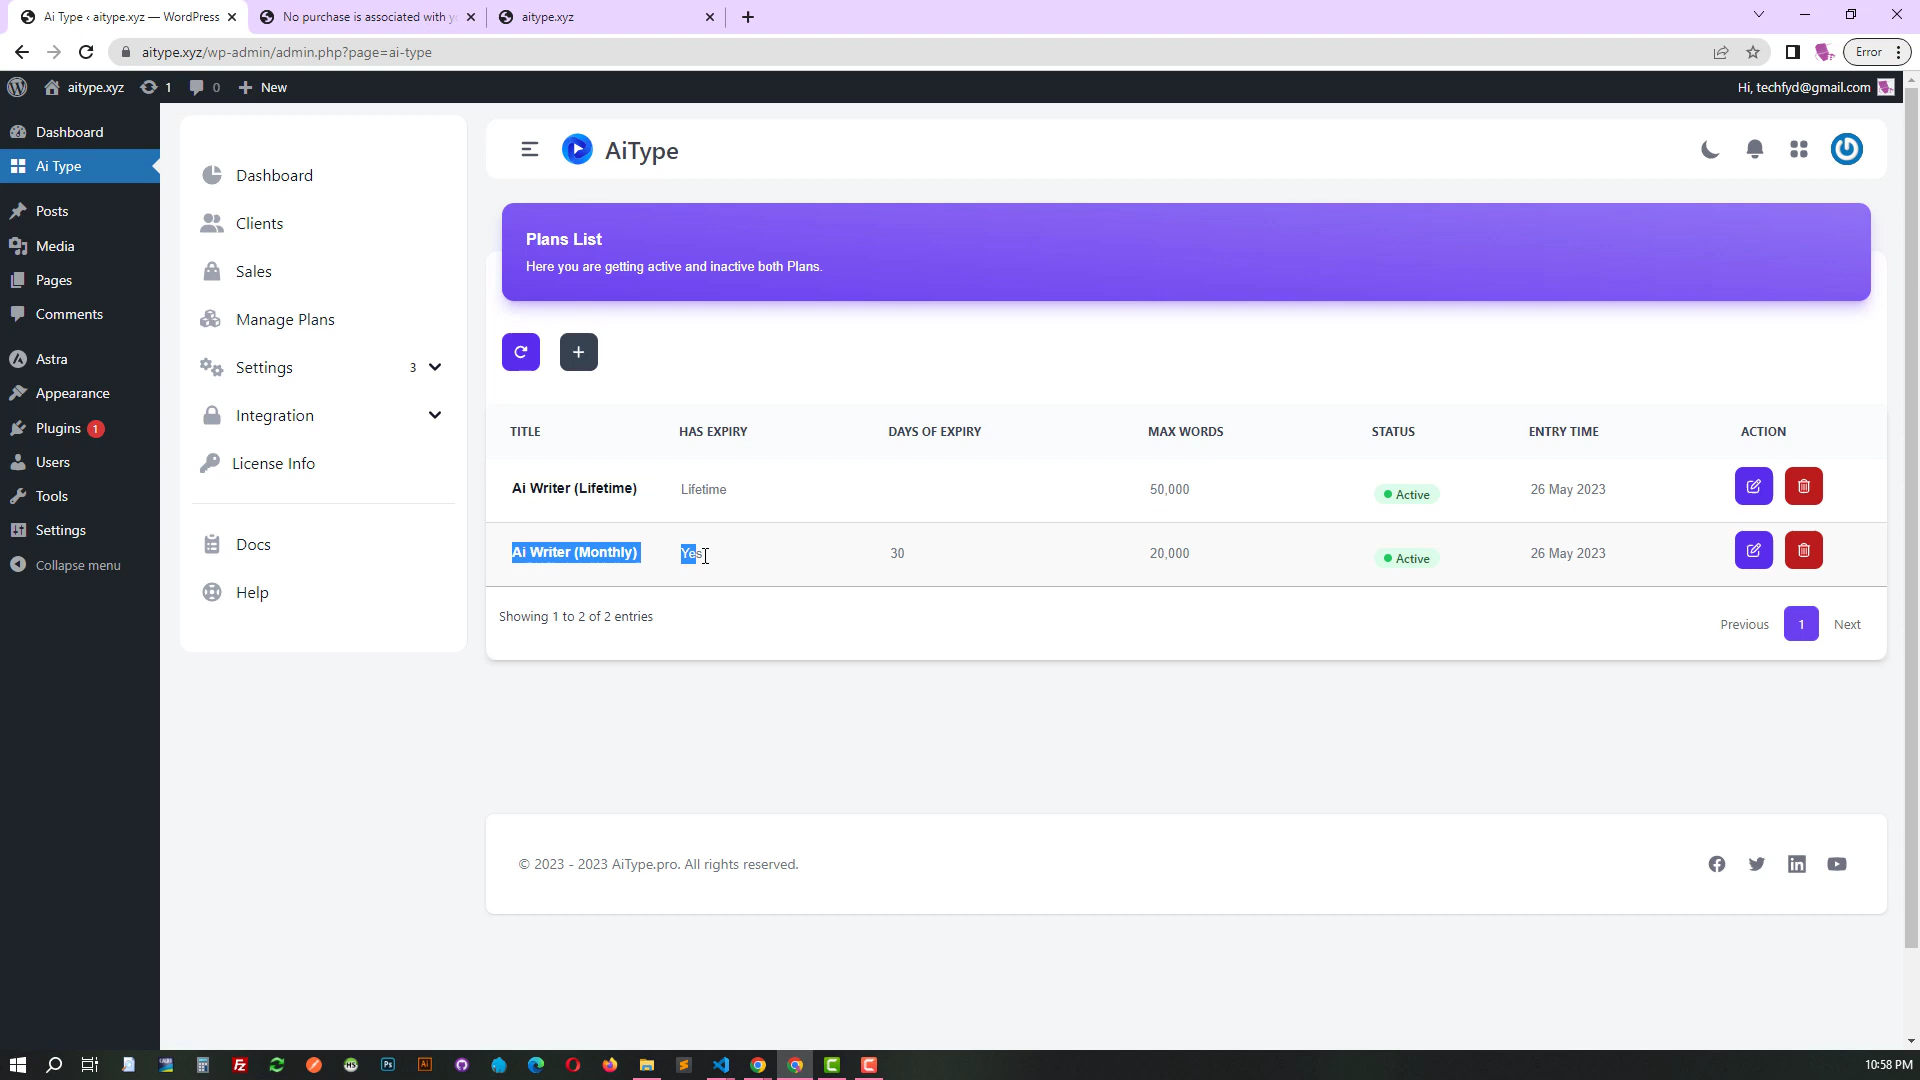 Ai Type ‹ aitype.xyz — WordPress
No purchase is associated with yo
aitype.xyz
aitype.xyz/wp-admin/admin.php?page=ai-type
Error
aitype.xyz
1
0
New
Hi, techfyd@gmail.com
Dashboard
Ai Type
Posts
Media
Pages
Comments
Astra
Appearance
Plugins 1
Users
Tools
Settings
Collapse menu
Dashboard
Clients
Sales
Manage Plans
Settings 3
Integration
License Info
Docs
Help
AiType
Plans List
Here you are getting active and inactive both Plans.
TITLE HAS EXPIRY DAYS OF EXPIRY MAX WORDS STATUS ENTRY TIME ACTION
Ai Writer (Lifetime) Lifetime 50,000 Active 26 May 2023
Ai Writer (Monthly) Yes 30 20,000 Active 26 May 2023
Showing 1 to 2 of 2 entries
Previous 1 Next
© 2023 - 2023 AiType.pro. All rights reserved.
10:58 PM